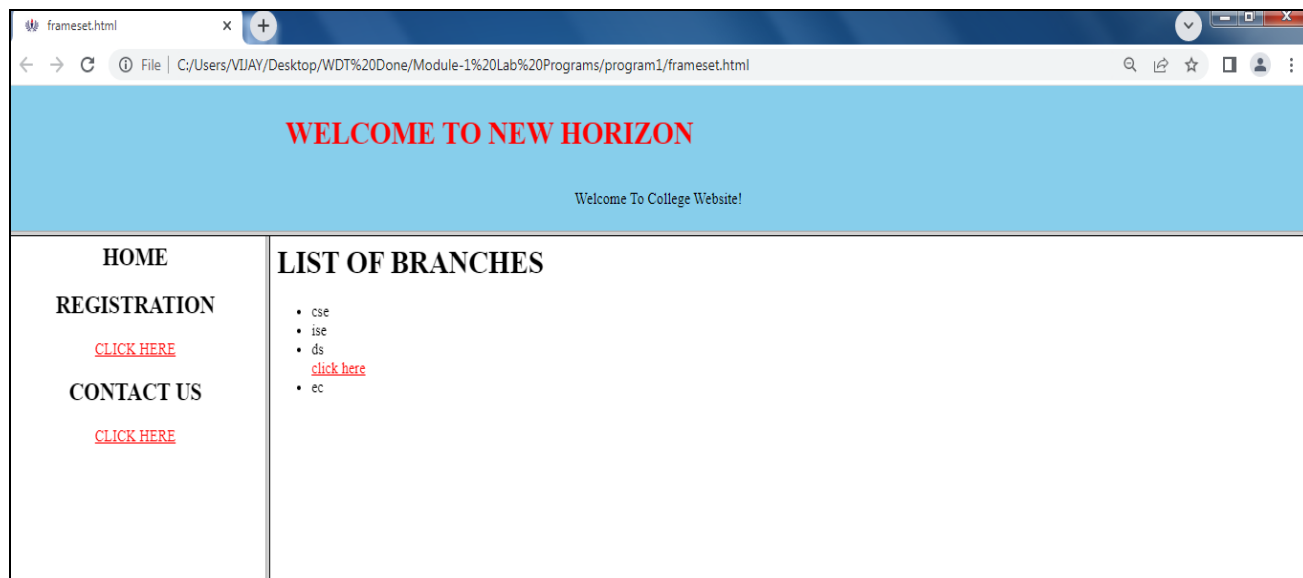 frameset.html
File | C:/Users/VIJAY/Desktop/WDT%20Done/Module-1%20Lab%20Programs/program1/frameset.html
WELCOME TO NEW HORIZON
Welcome To College Website!
HOME
REGISTRATION
CLICK HERE
CONTACT US
CLICK HERE
LIST OF BRANCHES
• cse
• ise
• ds
click here
• ec